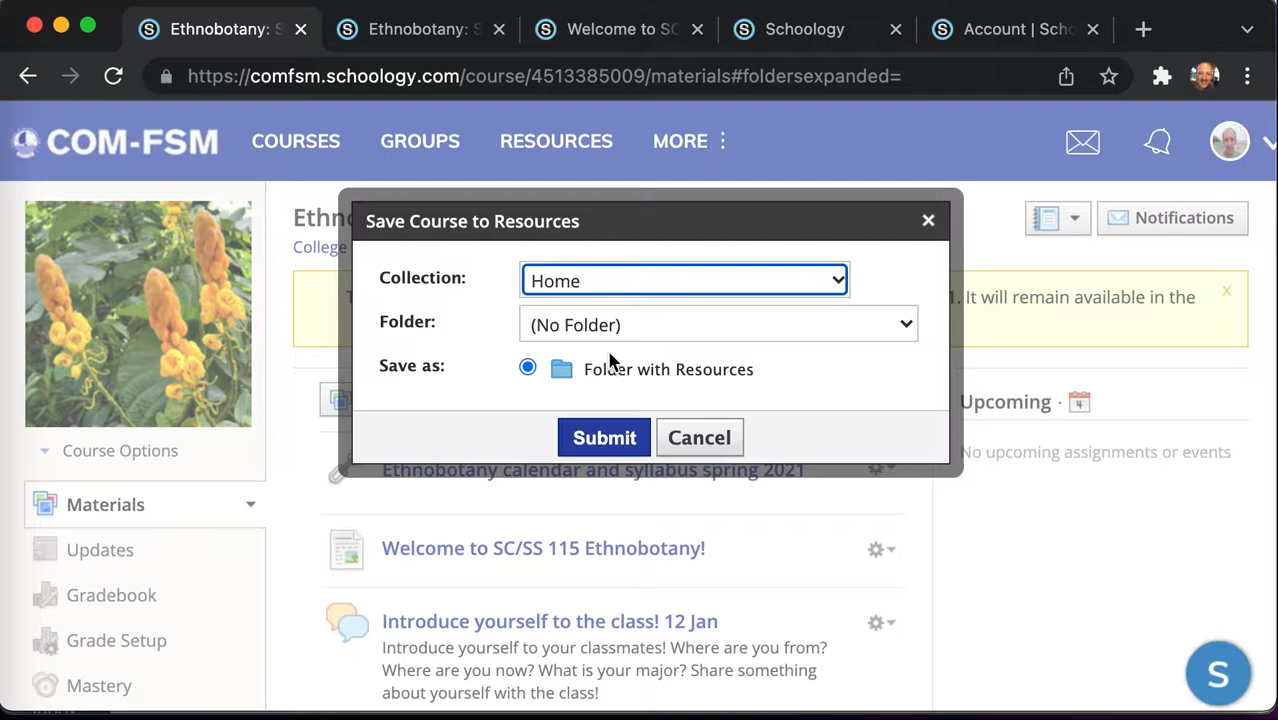 Ethnobotany: S
Ethnobotany: S
Welcome to SC
Schoology
Account | Scho
https://comfsm.schoology.com/course/4513385009/materials#foldersexpanded=
COM-FSM
COURSES
GROUPS
RESOURCES
MORE
Ethno
College
Notifications
Save Course to Resources
Collection:
Home
Folder:
(No Folder)
Save as:
Folder with Resources
Submit
Cancel
T
1. It will remain available in the
x
Course Options
Materials
Updates
Gradebook
Grade Setup
Mastery
Ethnobotany calendar and syllabus spring 2021
Welcome to SC/SS 115 Ethnobotany!
Introduce yourself to the class! 12 Jan
Introduce yourself to your classmates! Where are you from?
Where are you now? What is your major? Share something
about yourself with the class!
Upcoming ·
4
No upcoming assignments or events
S